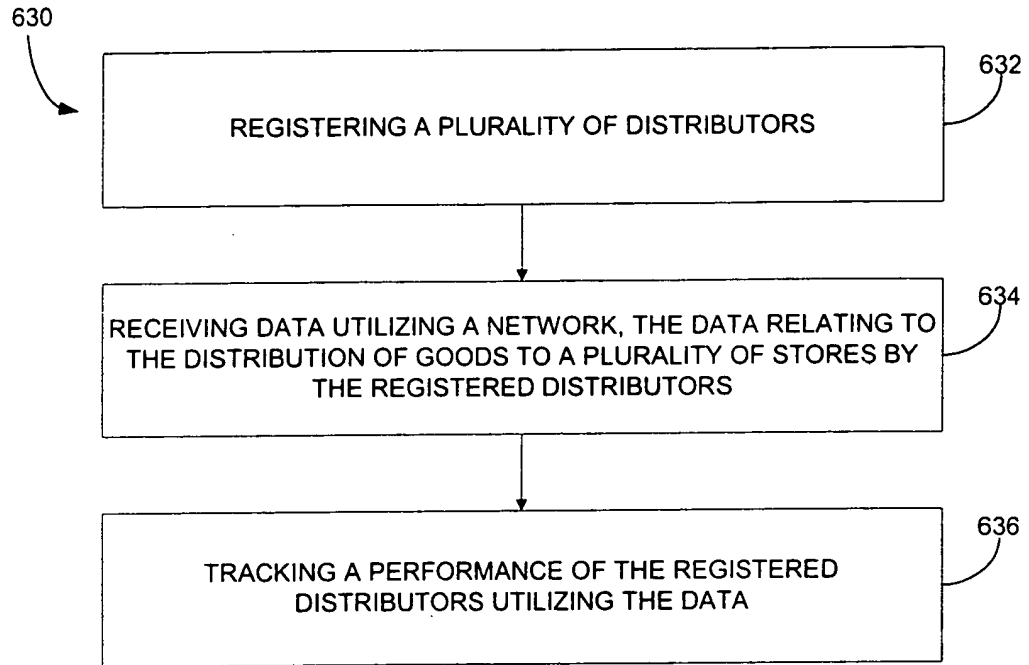 630
632
REGISTERING A PLURALITY OF DISTRIBUTORS
634
RECEIVING DATA UTILIZING A NETWORK, THE DATA RELATING TO
THE DISTRIBUTION OF GOODS TO A PLURALITY OF STORES BY
THE REGISTERED DISTRIBUTORS
636
TRACKING A PERFORMANCE OF THE REGISTERED
DISTRIBUTORS UTILIZING THE DATA